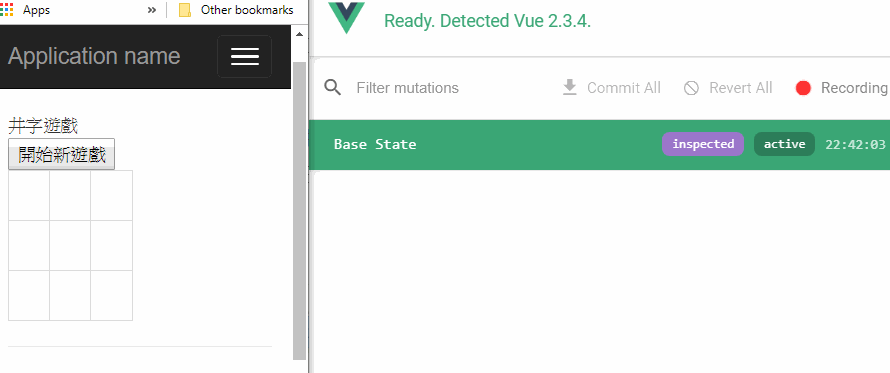 Apps » Other bookmarks
Application name
井字遊戲
開始新遊戲
Ready. Detected Vue 2.3.4.
Filter mutations Commit All Revert All Recording
Base State inspected active 22:42:03